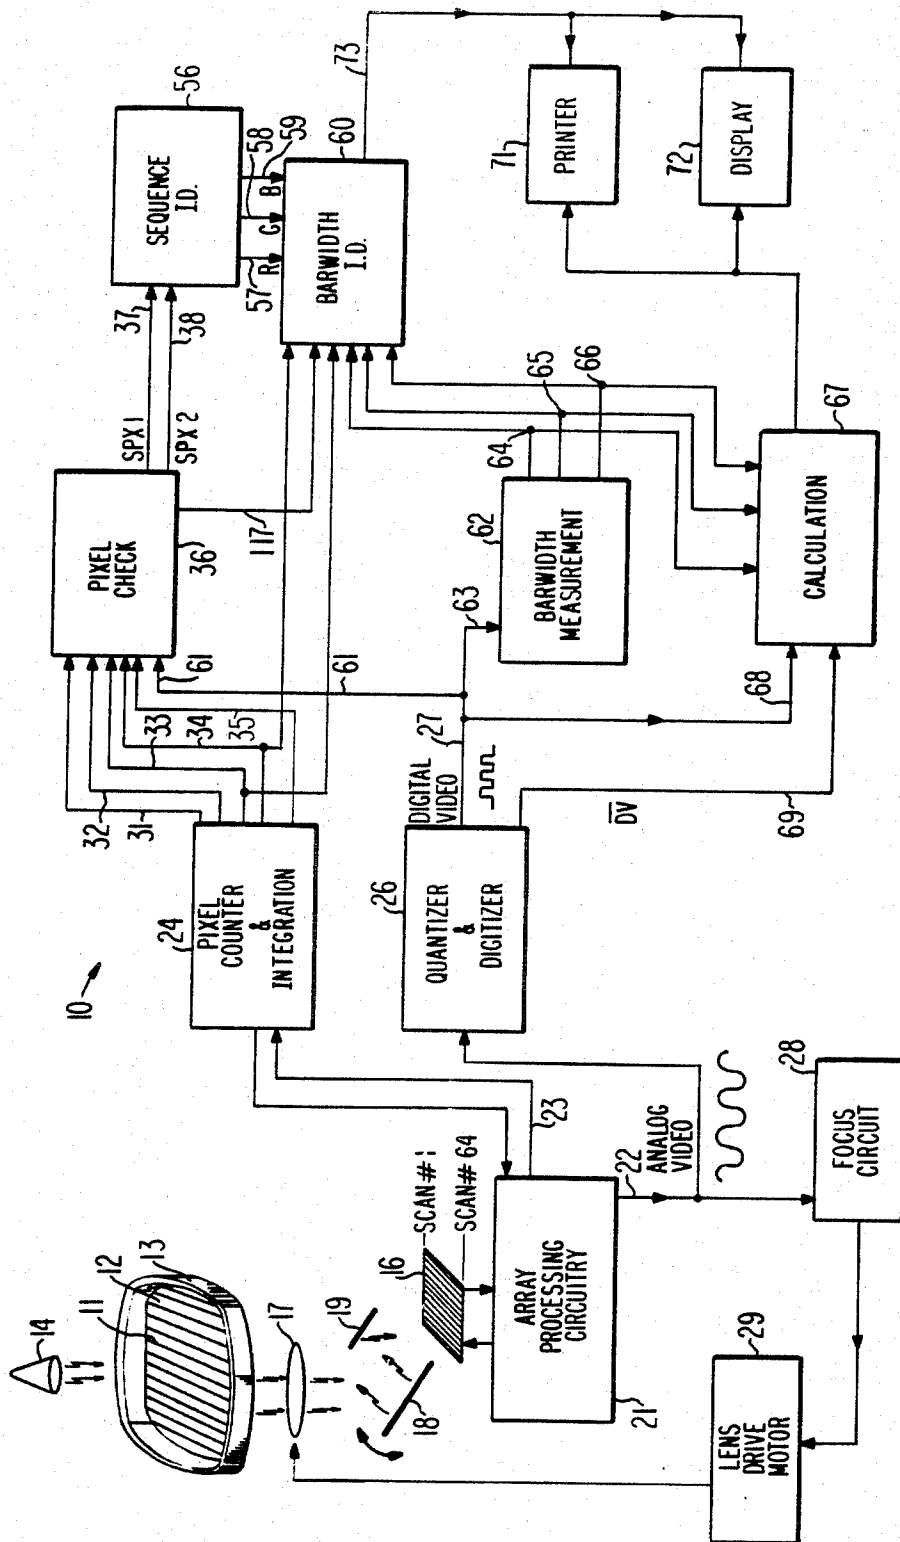 10
14
11
12
13
17
18
19
16
SCAN # 1
SCAN # 64
ARRAY
PROCESSING
CIRCUITRY
21
22
ANALOG
VIDEO
23
LENS
DRIVE
MOTOR
29
FOCUS
CIRCUIT
28
24
PIXEL
COUNTER
&
INTEGRATION
31
32
33
34
35
26
QUANTIZER
&
DIGITIZER
DIGITAL
VIDEO
27
DV
61
61
63
68
69
PIXEL
CHECK
36
SPX 1
SPX 2
37
38
117
SEQUENCE
I.D.
56
R
G
B
57
58
59
BARWIDTH
I.D.
60
73
62
BARWIDTH
MEASUREMENT
64
65
66
CALCULATION
67
PRINTER
71
DISPLAY
72